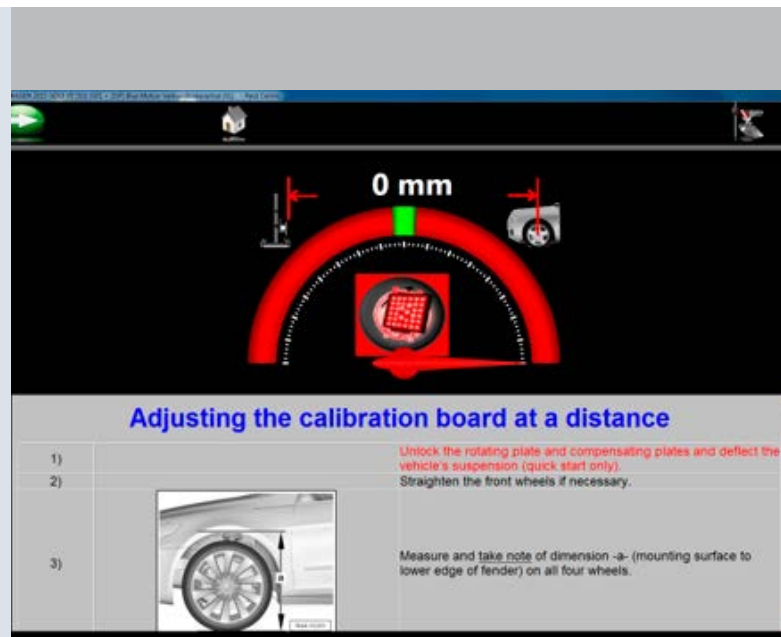 0 mm
Adjusting the calibration board at a distance
1)
Unlock the rotating plate and compensating plates and deflect the
vehicle's suspension (quick start only).
2)
Straighten the front wheels if necessary.
3)
Measure and take note of dimension -a- (mounting surface to
lower edge of fender) on all four wheels.